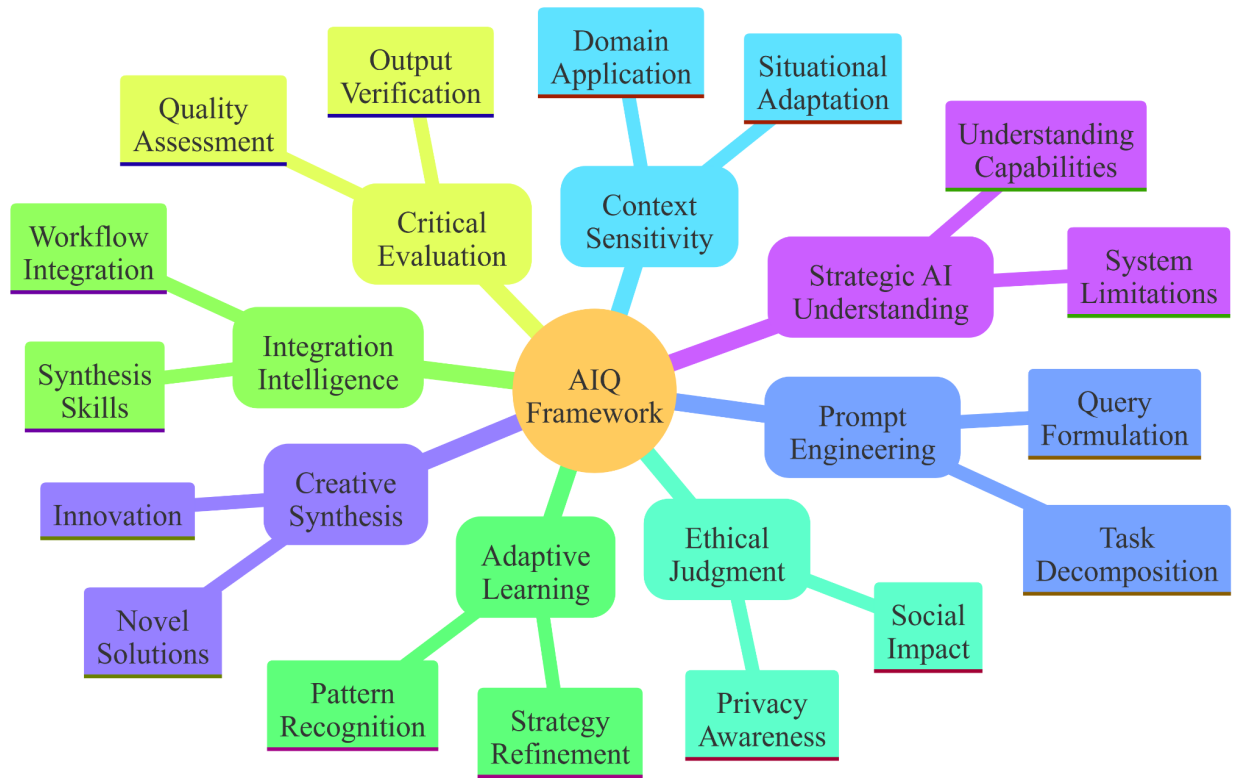 Domain
Application
Output
Verification
Situational
Adaptation
Quality
Assessment
Understanding
Capabilities
Context
Sensitivity
Critical
Evaluation
Workflow
Integration
Strategic AI
Understanding
System
Limitations
Integration
Intelligence
Synthesis
Skills
AIQ
Framework
Prompt
Engineering
Query
Formulation
Creative
Synthesis
Innovation
Ethical
Judgment
Task
Decomposition
Adaptive
Learning
Novel
Solutions
Social
Impact
Pattern
Recognition
Strategy
Refinement
Privacy
Awareness